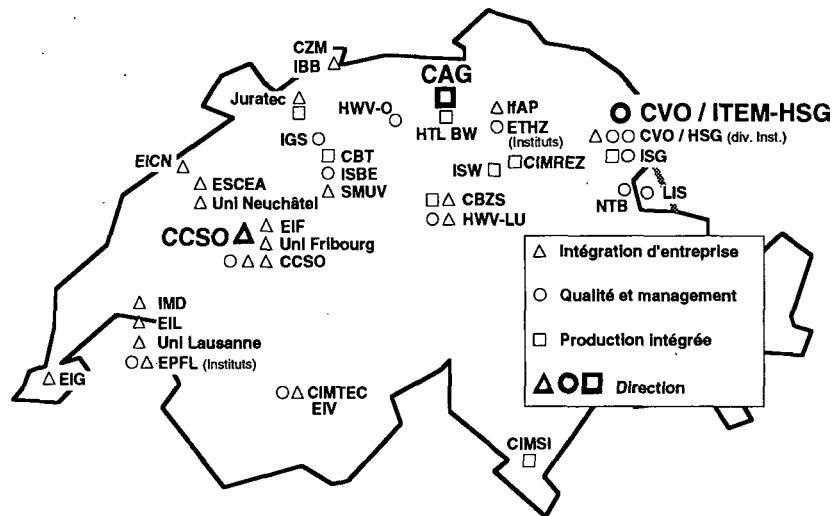 CZM
IBB
CAG
Juratec
HWV-O
IfAP
CVO / ITEM-HSG
HTL BW
ETHZ
(Instituts)
CVO / HSG (div. Inst.)
IGS
CBT
ISW
CIMREZ
ISG
EICN
ISBE
ESCEA
SMUV
CBZS
NTB
LIS
Uni Neuchâtel
HWV-LU
CCSO
EIF
Uni Fribourg
CCSO
Intégration d'entreprise
Qualité et management
Production intégrée
Direction
IMD
EIL
Uni Lausanne
EPFL (Instituts)
EIG
CIMTEC
EIV
CIMSI